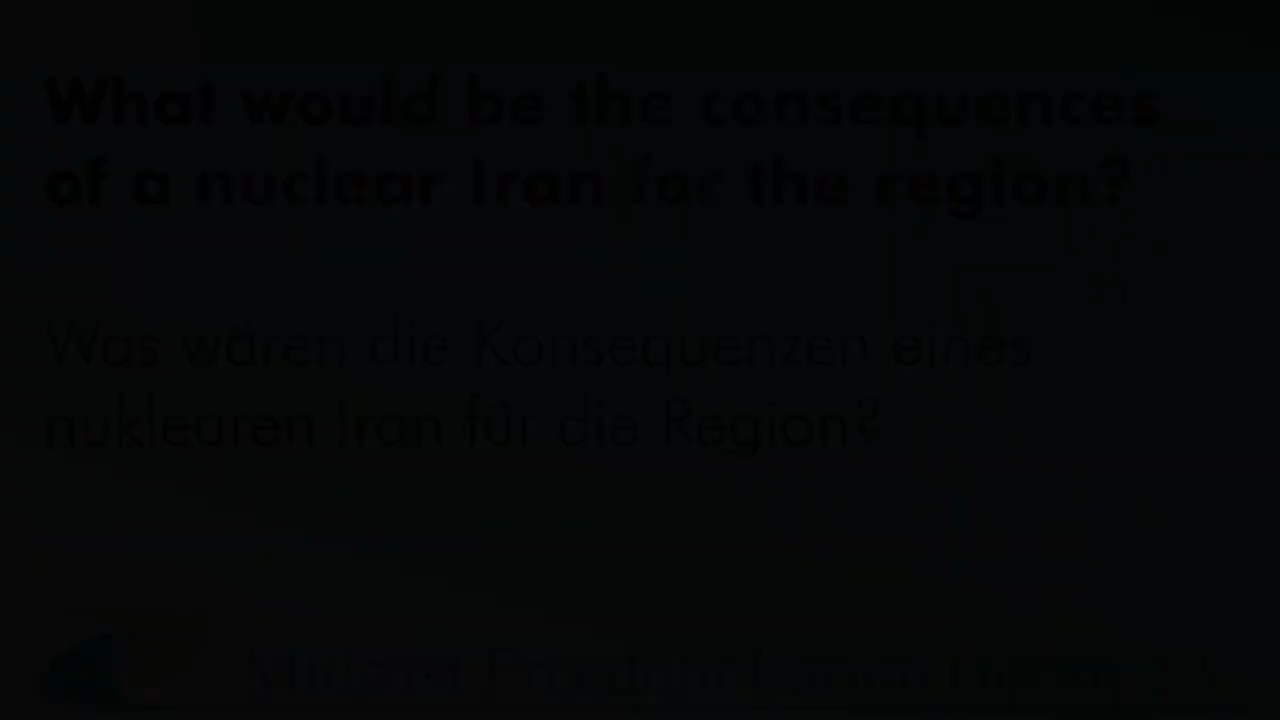 What would be the consequences
of a nuclear Iran for the region?
Was wären die Konsequenzen eines
nuklearen Iran für die Region?